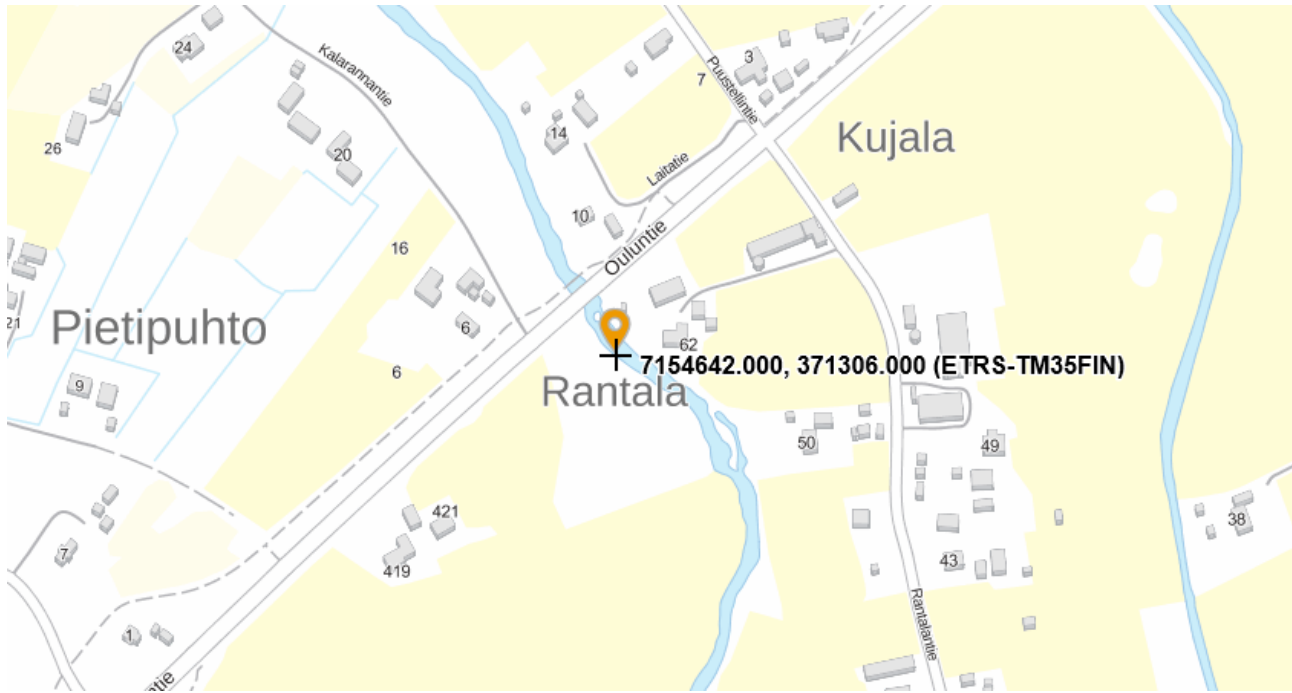 24
Kalarannantie
3
7
Puustellintie
26
14
20
Kujala
Laitatie
10
16
Ouluntie
21
Pietipuhto
6
62
7154642.000, 371306.000 (ETRS-TM35FIN)
6
9
Rantala
50
49
421
38
7
419
43
Rantalantie
1
ntie